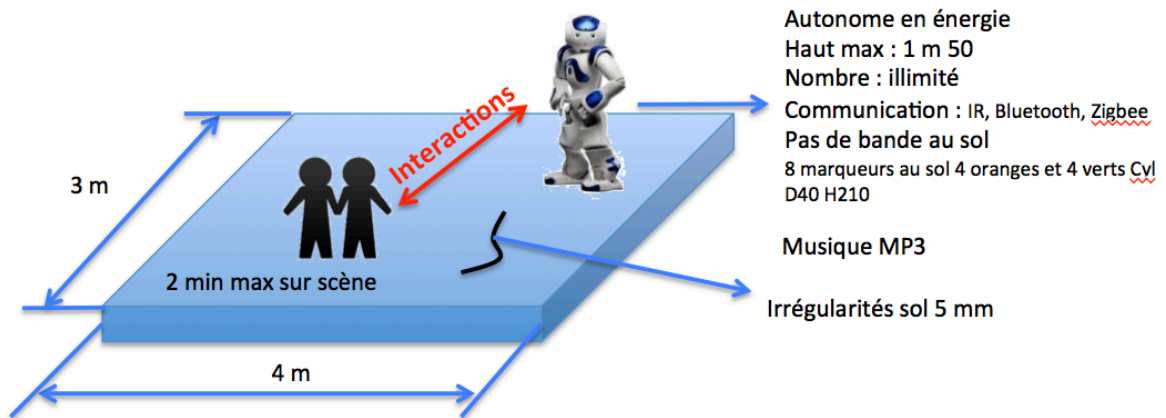 Autonome en énergie
Haut max : 1 m 50
Nombre : illimité
Communication : IR, Bluetooth, Zigbee
Pas de bande au sol
8 marqueurs au sol 4 oranges et 4 verts Cyl
D40 H210
Musique MP3
Irrégularités sol 5 mm
Interactions
3 m
2 min max sur scène
4 m